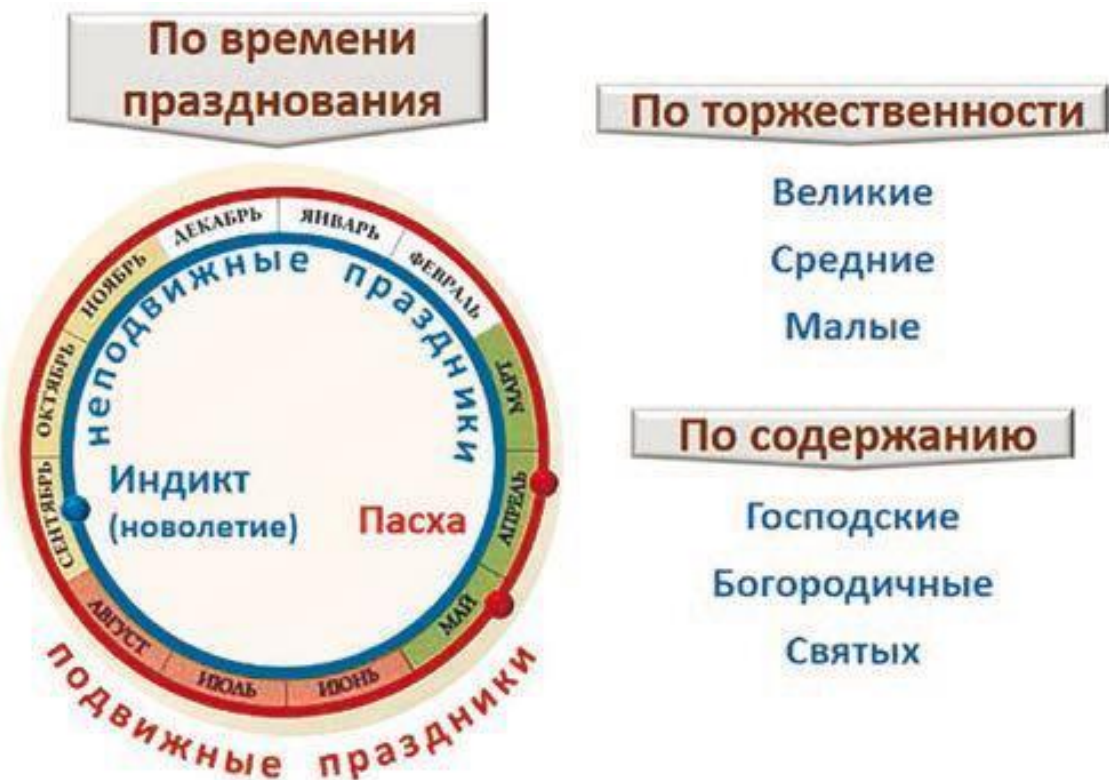 По времени
празднования
ДЕКАБРЬ
ЯНВАРЬ
ФЕВРАЛЬ
МАРТ
АПРЕЛЬ
МАЙ
ИЮНЬ
ИЮЛЬ
АВГУСТ
СЕНТЯБРЬ
ОКТЯБРЬ
НОЯБРЬ
неподвижные праздники
Индикт
(новолетие)
Пасха
подвижные праздники
По торжественности
Великие
Средние
Малые
По содержанию
Господские
Богородичные
Святых